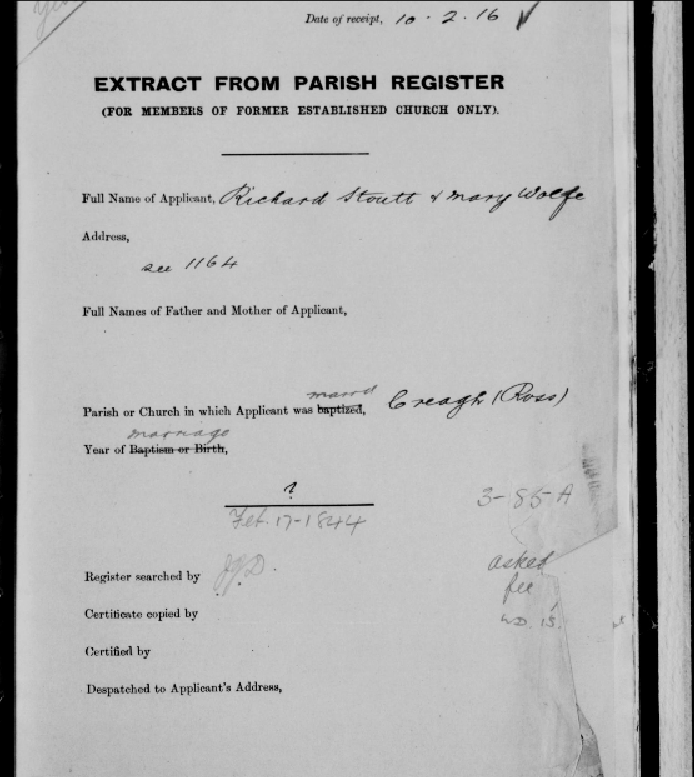 Date of receipt, 10 · 2 · 16
EXTRACT FROM PARISH REGISTER
(FOR MEMBERS OF FORMER ESTABLISHED CHURCH ONLY).
Full Name of Applicant, Richard Stoutt & Mary Wolfe
Address,
see 1164
Full Names of Father and Mother of Applicant,
married
Parish or Church in which Applicant was baptized, Creagh (Ross)
marriage
Year of Baptism or Birth,
?
3-85-A
Feb. 17-1844
asked
fee
Register searched by
Certificate copied by
Certified by
Despatched to Applicant's Address,